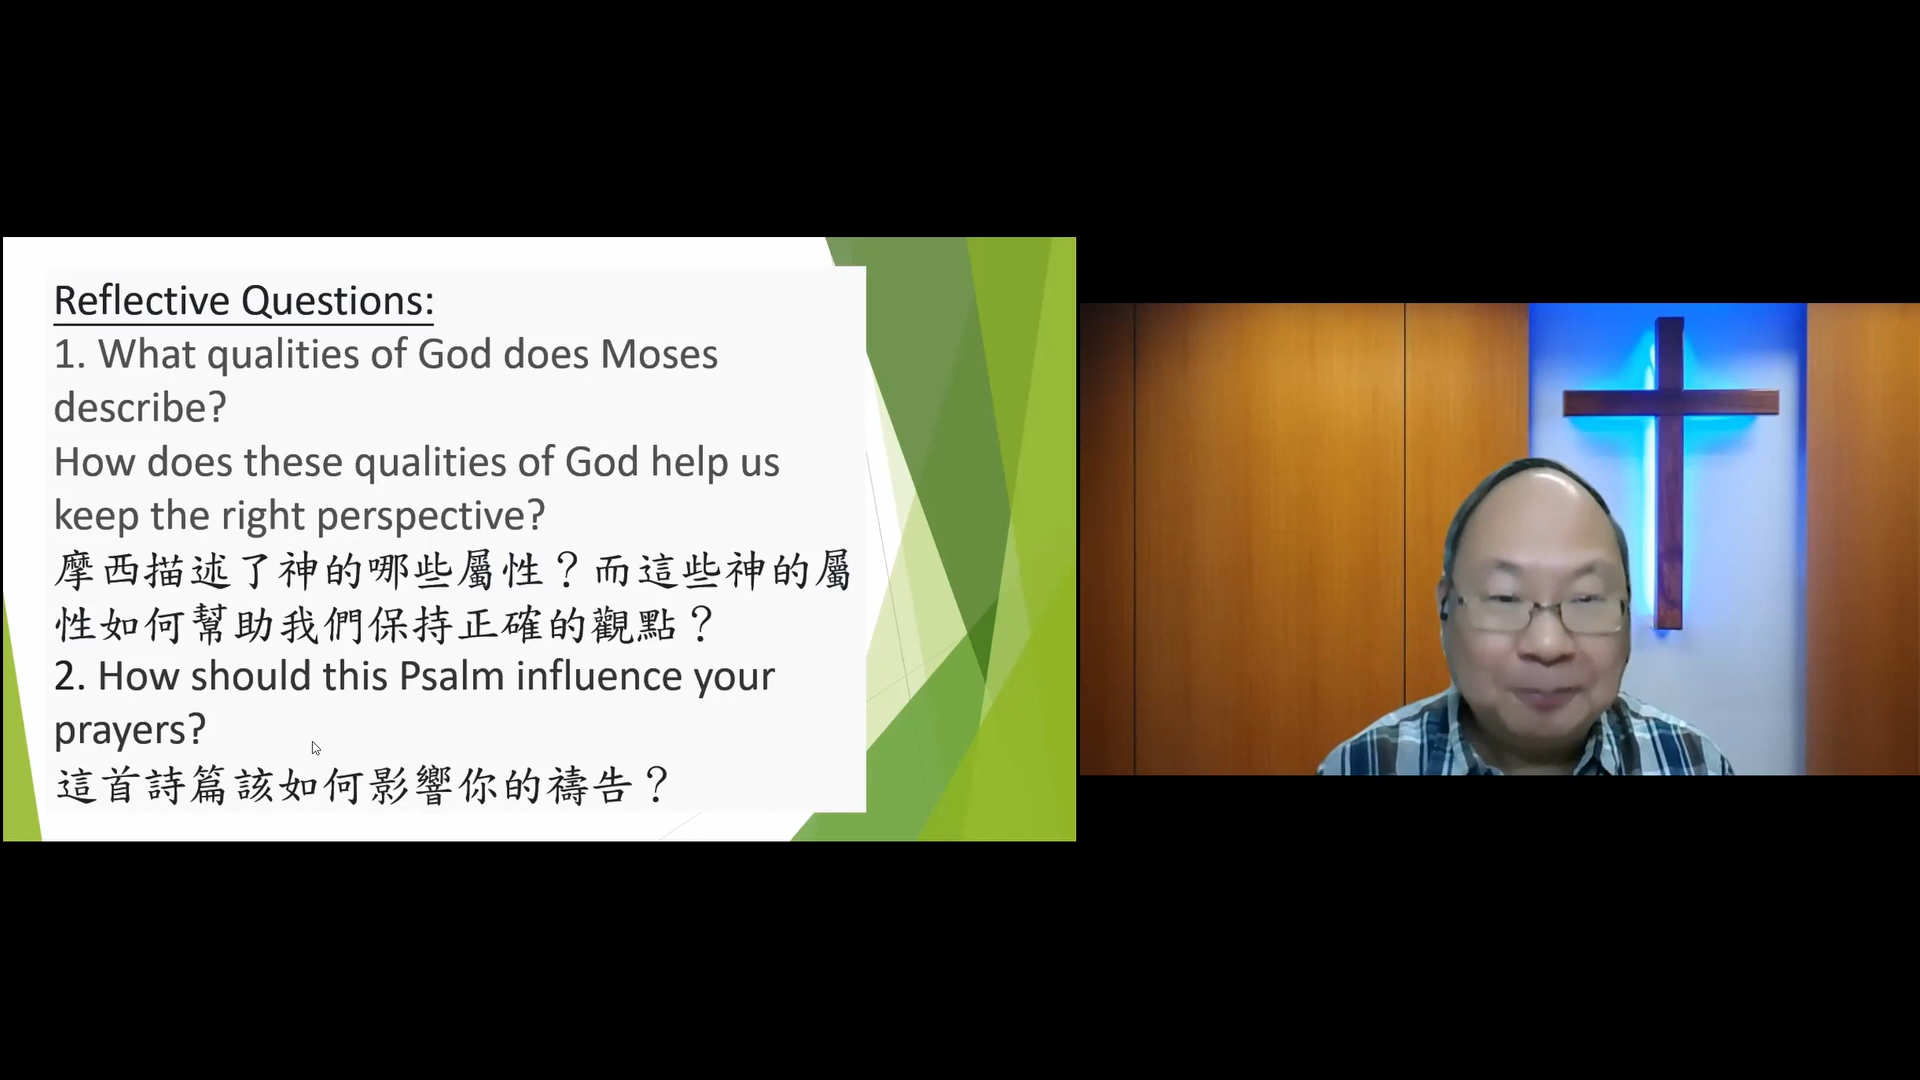 Reflective Questions:
1. What qualities of God does Moses
describe?
How does these qualities of God help us
keep the right perspective?
摩西描述了神的哪些屬性？而這些神的屬
性如何幫助我們保持正確的觀點？
2. How should this Psalm influence your
prayers?
這首詩篇該如何影響你的禱告？